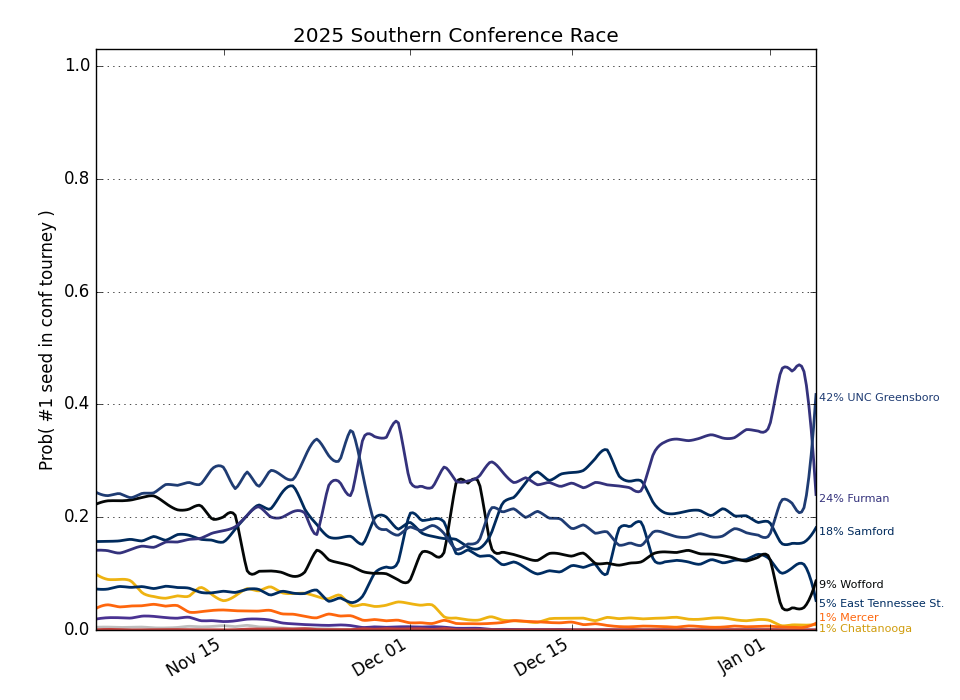 2025 Southern Conference Race
Prob( #1 seed in conf tourney )
1.0
0.8
0.6
0.4
0.2
0.0
Nov 15
Dec 01
Dec 15
Jan 01
42% UNC Greensboro
24% Furman
18% Samford
9% Wofford
5% East Tennessee St.
1% Mercer
1% Chattanooga